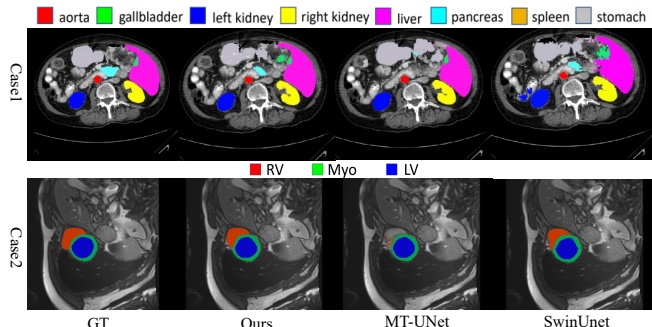 aorta gallbladder left kidney right kidney liver pancreas spleen stomach
Case1
RV Myo LV
Case2
GT Ours MT-UNet SwinUnet